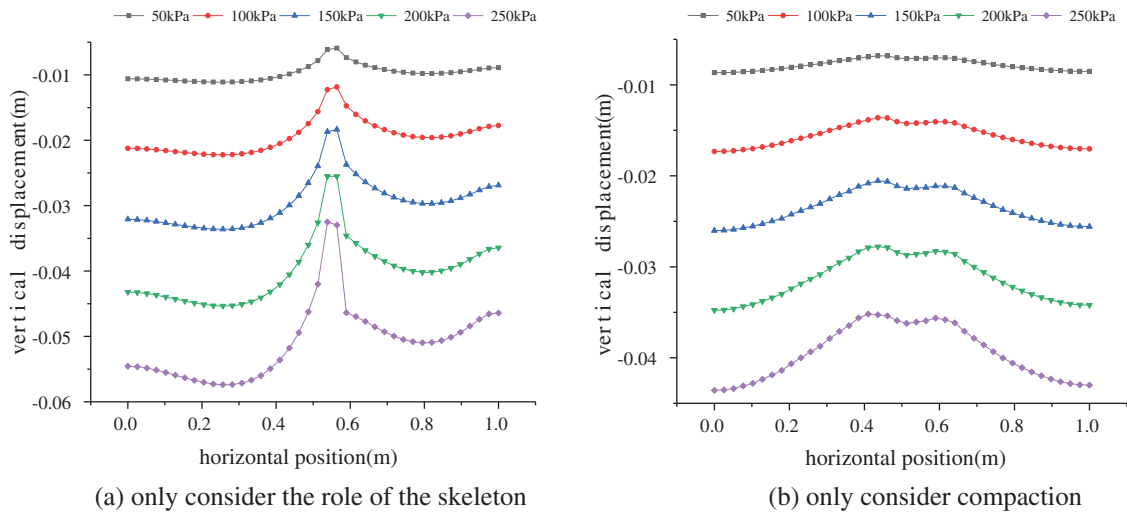 50kPa 100kPa 150kPa 200kPa 250kPa
-0.01
-0.02
-0.03
-0.04
-0.05
-0.06
vertical displacement(m)
0.0 0.2 0.4 0.6 0.8 1.0
horizontal position(m)
(a) only consider the role of the skeleton
50kPa 100kPa 150kPa 200kPa 250kPa
-0.01
-0.02
-0.03
-0.04
vertical displacement(m)
0.0 0.2 0.4 0.6 0.8 1.0
horizontal position(m)
(b) only consider compaction